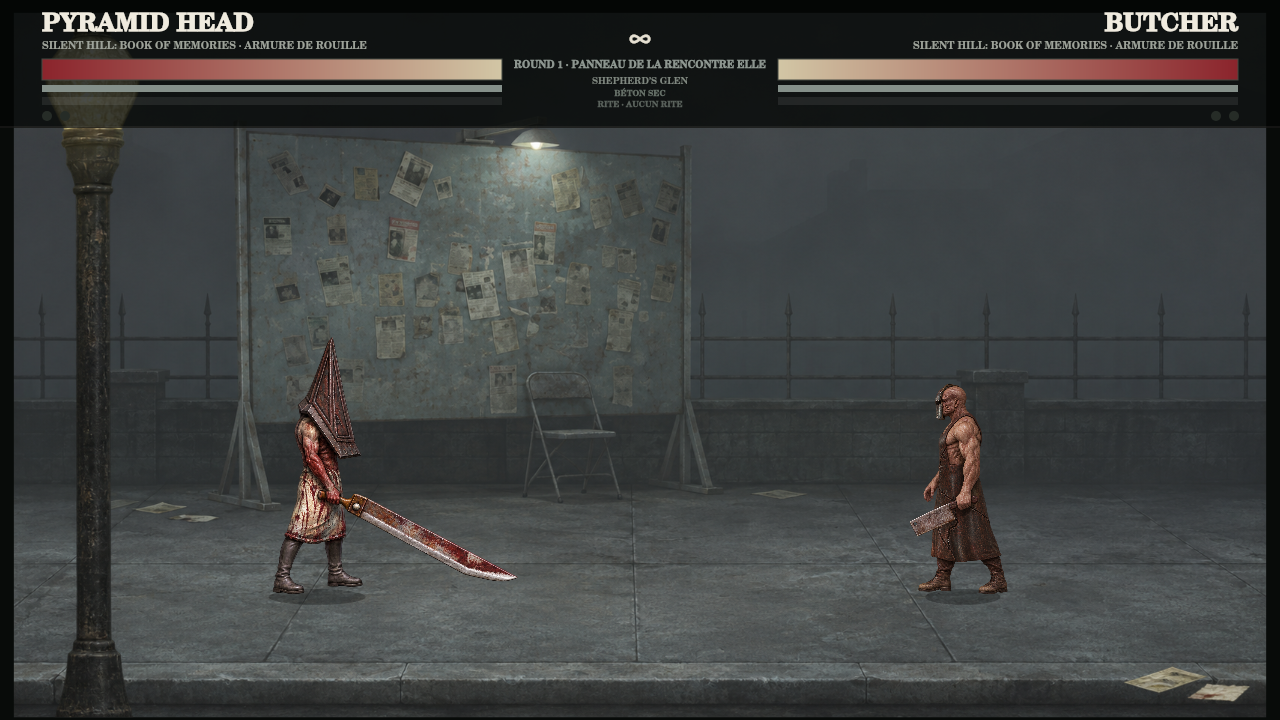 PYRAMID HEAD
SILENT HILL: BOOK OF MEMORIES · ARMURE DE ROUILLE
∞
ROUND 1 · PANNEAU DE LA RENCONTRE ELLE
SHEPHERD'S GLEN
BÉTON SEC
RITE · AUCUN RITE
BUTCHER
SILENT HILL: BOOK OF MEMORIES · ARMURE DE ROUILLE